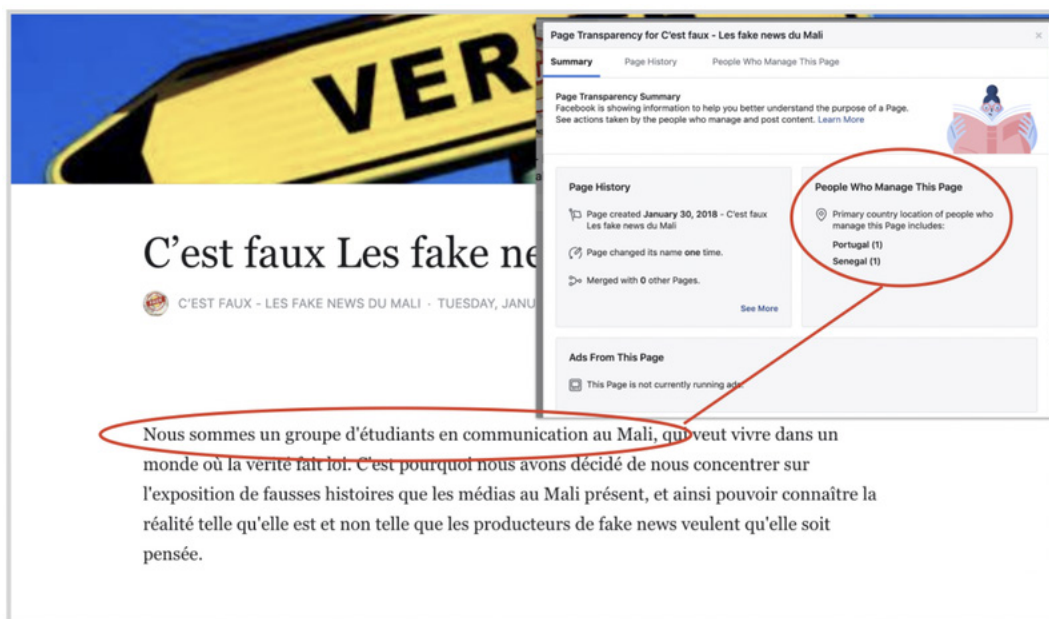 VER
C'est faux Les fake ne
C'EST FAUX - LES FAKE NEWS DU MALI · TUESDAY, JANU
Nous sommes un groupe d'étudiants en communication au Mali, qui veut vivre dans un
monde où la vérité fait loi. C'est pourquoi nous avons décidé de nous concentrer sur
l'exposition de fausses histoires que les médias au Mali présent, et ainsi pouvoir connaître la
réalité telle qu'elle est et non telle que les producteurs de fake news veulent qu'elle soit
pensée.
Page Transparency for C'est faux - Les fake news du Mali
Summary Page History People Who Manage This Page
Page Transparency Summary
Facebook is showing information to help you better understand the purpose of a Page.
See actions taken by the people who manage and post content. Learn More
Page History
Page created January 30, 2018 - C'est faux
Les fake news du Mali
Page changed its name one time.
Merged with 0 other Pages.
See More
People Who Manage This Page
Primary country location of people who
manage this Page includes:
Portugal (1)
Senegal (1)
Ads From This Page
This Page is not currently running ads.